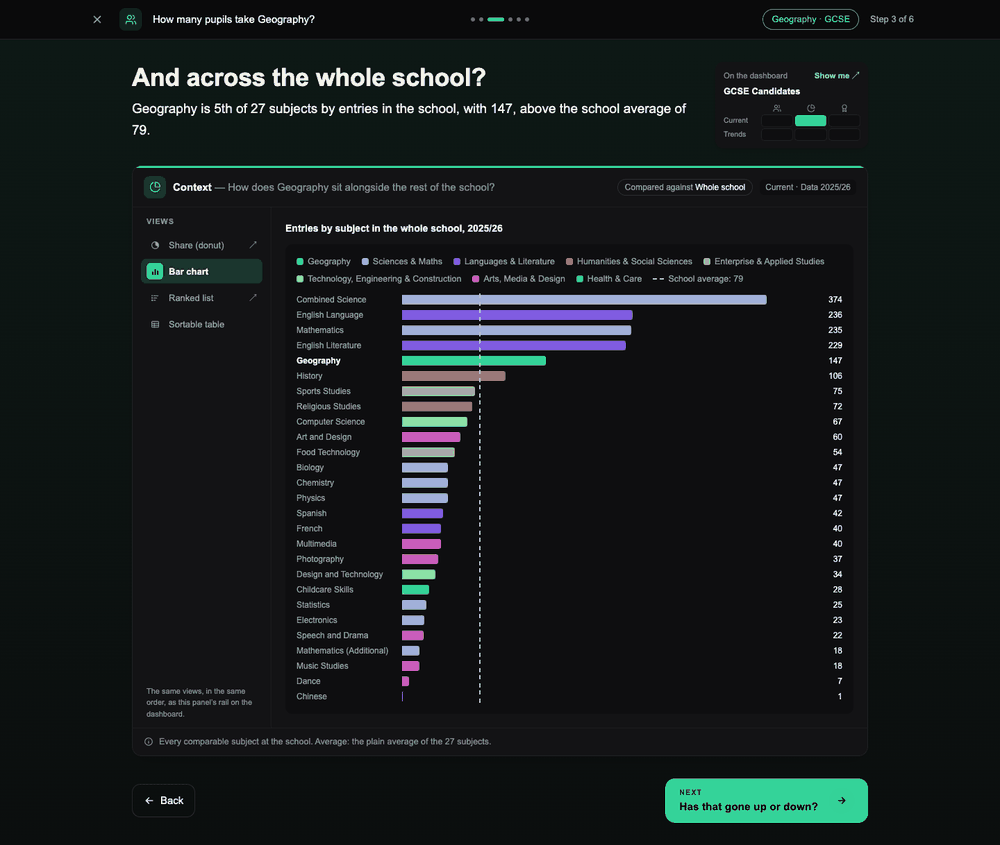 How many pupils take Geography?
Geography · GCSE
Step 3 of 6
And across the whole school?
Geography is 5th of 27 subjects by entries in the school, with 147, above the school average of
79.
On the dashboard
Show me
GCSE Candidates
Current
Trends
Context — How does Geography sit alongside the rest of the school?
Compared against Whole school
Current · Data 2025/26
VIEWS
Share (donut)
Bar chart
Ranked list
Sortable table
The same views, in the same
order, as this panel's rail on the
dashboard.
Entries by subject in the whole school, 2025/26
Geography Sciences & Maths Languages & Literature Humanities & Social Sciences Enterprise & Applied Studies
Technology, Engineering & Construction Arts, Media & Design Health & Care School average: 79
Combined Science 374
English Language 236
Mathematics 235
English Literature 229
Geography 147
History 106
Sports Studies 75
Religious Studies 72
Computer Science 67
Art and Design 60
Food Technology 54
Biology 47
Chemistry 47
Physics 47
Spanish 42
French 40
Multimedia 40
Photography 37
Design and Technology 34
Childcare Skills 28
Statistics 25
Electronics 23
Speech and Drama 22
Mathematics (Additional) 18
Music Studies 18
Dance 7
Chinese 1
Every comparable subject at the school. Average: the plain average of the 27 subjects.
Back
NEXT
Has that gone up or down?